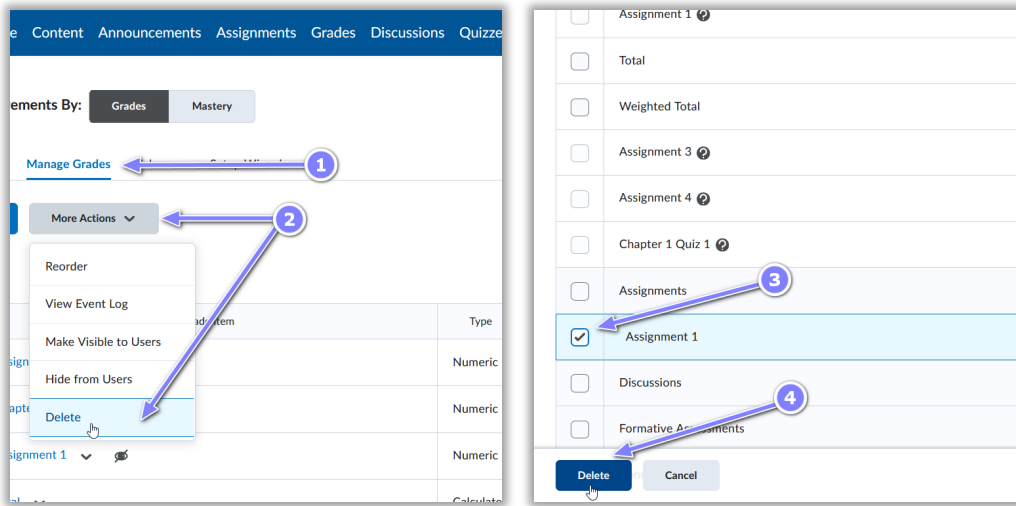 Content Announcements Assignments Grades Discussions Quizze
ements By: Grades Mastery
Manage Grades
1
More Actions
2
Reorder
View Event Log
Make Visible to Users
Hide from Users
Delete
Type
Numeric
Numeric
signment 1
Numeric
Assignment 1
Total
Weighted Total
Assignment 3
Assignment 4
Chapter 1 Quiz 1
Assignments
3
Assignment 1
Discussions
4
Formative Assessments
Delete Cancel